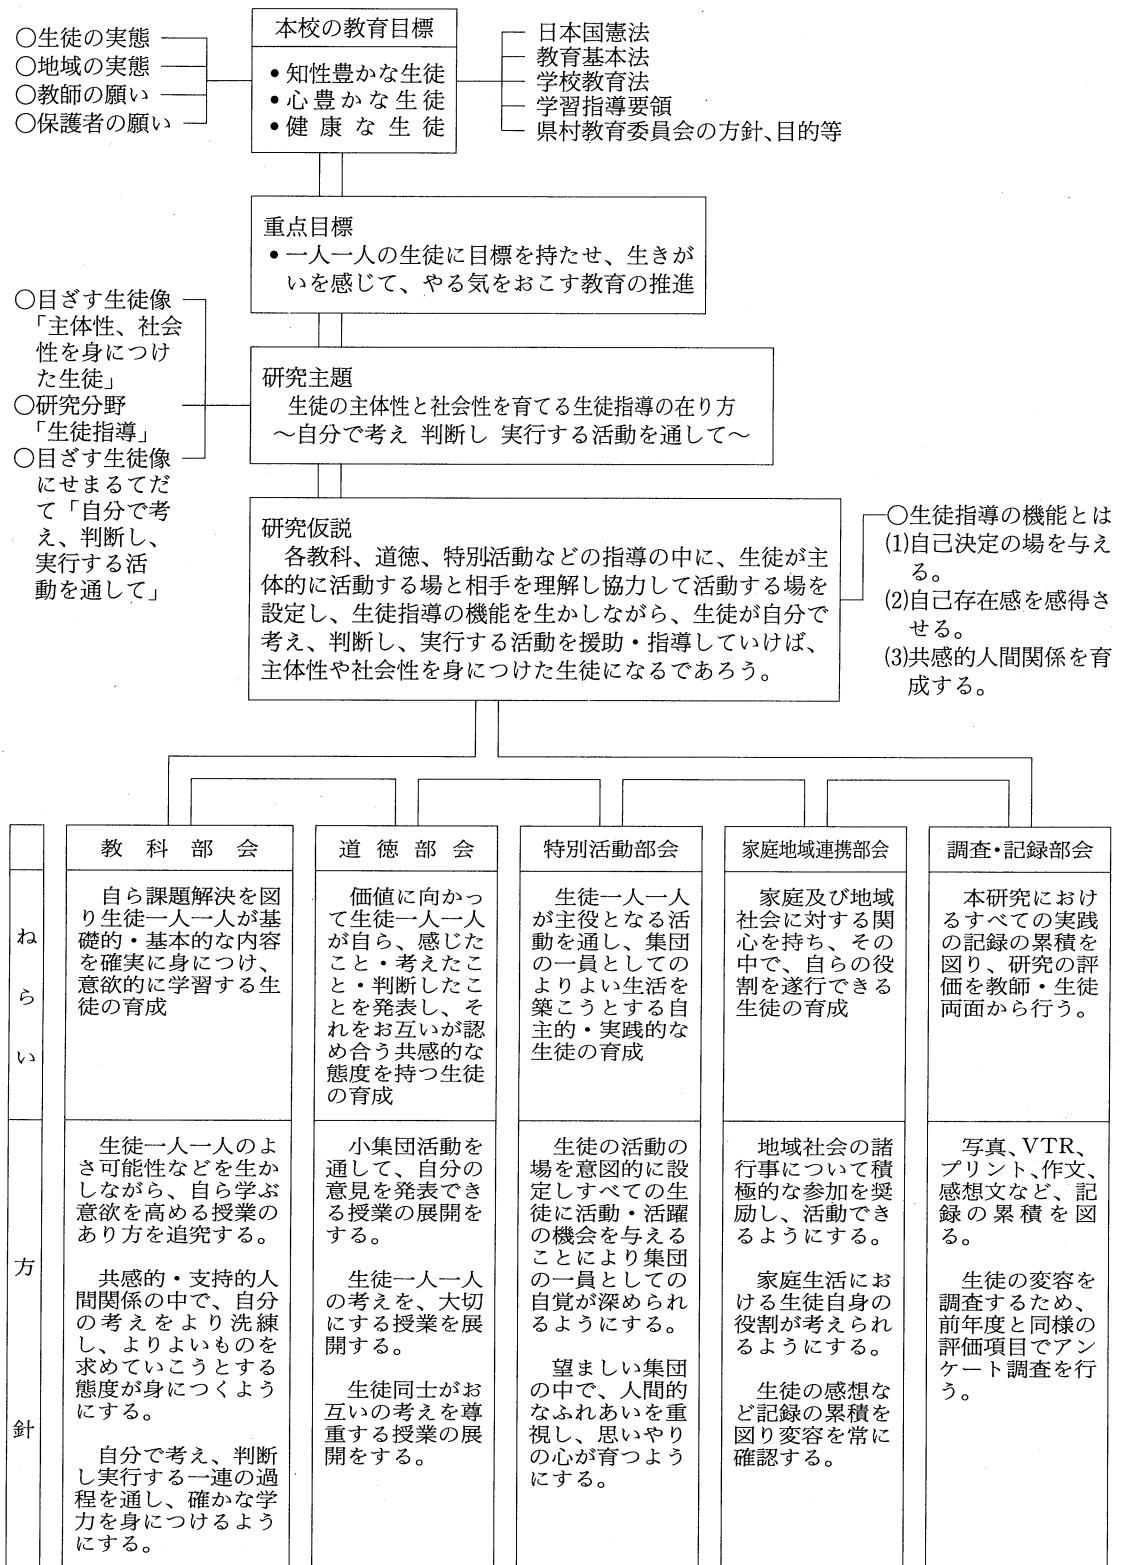 ○生徒の実態
○地域の実態
○教師の願い
○保護者の願い
本校の教育目標
•知性豊かな生徒
•心豊かな生徒
•健康な生徒
日本国憲法
教育基本法
学校教育法
学習指導要領
県村教育委員会の方針、目的等
重点目標
•一人一人の生徒に目標を持たせ、生きが
いを感じて、やる気をおこす教育の推進
○目ざす生徒像
「主体性、社会
性を身につけ
た生徒」
○研究分野
「生徒指導」
○目ざす生徒像
にせまるてだ
て「自分で考
え、判断し、
実行する活
動を通して」
研究主題
生徒の主体性と社会性を育てる生徒指導の在り方
～自分で考え 判断し 実行する活動を通して～
研究仮説
各教科、道徳、特別活動などの指導の中に、生徒が主
体的に活動する場と相手を理解し協力して活動する場を
設定し、生徒指導の機能を生かしながら、生徒が自分で
考え、判断し、実行する活動を援助・指導していけば、
主体性や社会性を身につけた生徒になるであろう。
○生徒指導の機能とは
(1)自己決定の場を与え
る。
(2)自己存在感を感得さ
せる。
(3)共感的人間関係を育
成する。
ねらい
方針
教科部会
自ら課題解決を図
り生徒一人一人が基
礎的・基本的な内容
を確実に身につけ、
意欲的に学習する生
徒の育成
生徒一人一人のよ
さ可能性などを生か
しながら、自ら学ぶ
意欲を高める授業の
あり方を追究する。
共感的・支持的人
間関係の中で、自分
の考えをより洗練
し、よりよいものを
求めていこうとする
態度が身につくよう
にする。
自分で考え、判断
し実行する一連の過
程を通し、確かな学
力を身につけるよう
にする。
道徳部会
価値に向かっ
て生徒一人一人
が自ら、感じた
こと・考えたこ
と・判断したこ
とを発表し、そ
れをお互いが認
め合う共感的な
態度を持つ生徒
の育成
小集団活動を
通して、自分の
意見を発表でき
る授業の展開を
する。
生徒一人一人
の考えを、大切
にする授業を展
開する。
生徒同士がお
互いの考えを尊
重する授業の展
開をする。
特別活動部会
生徒一人一人
が主役となる活
動を通し、集団
の一員としての
よりよい生活を
築こうとする自
主的・実践的な
生徒の育成
生徒の活動の
場を意図的に設
定しすべての生
徒に活動・活躍
の機会を与える
ことにより集団
の一員としての
自覚が深められ
るようにする。
望ましい集団
の中で、人間的
なふれあいを重
視し、思いやり
の心が育つよう
にする。
家庭地域連携部会
家庭及び地域
社会に対する関
心を持ち、その
中で、自らの役
割を遂行できる
生徒の育成
地域社会の諸
行事について積
極的な参加を奨
励し、活動でき
るようにする。
家庭生活にお
ける生徒自身の
役割が考えられ
るようにする。
生徒の感想な
ど記録の累積を
図り変容を常に
確認する。
調査・記録部会
本研究におけ
るすべての実践
の記録の累積を
図り、研究の評
価を教師・生徒
両面から行う。
写真、VTR、
プリント、作文、
感想文など、記
録の累積を図
る。
生徒の変容を
調査するため、
前年度と同様の
評価項目でアン
ケート調査を行
う。